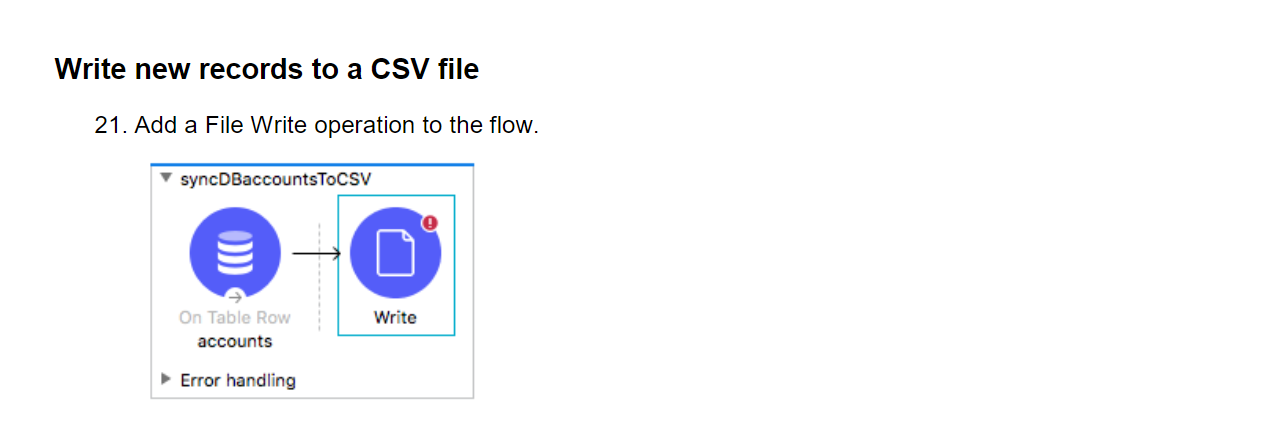 Write new records to a CSV file
21. Add a File Write operation to the flow.
syncDBaccountsToCSV
On Table Row
accounts
Write
Error handling